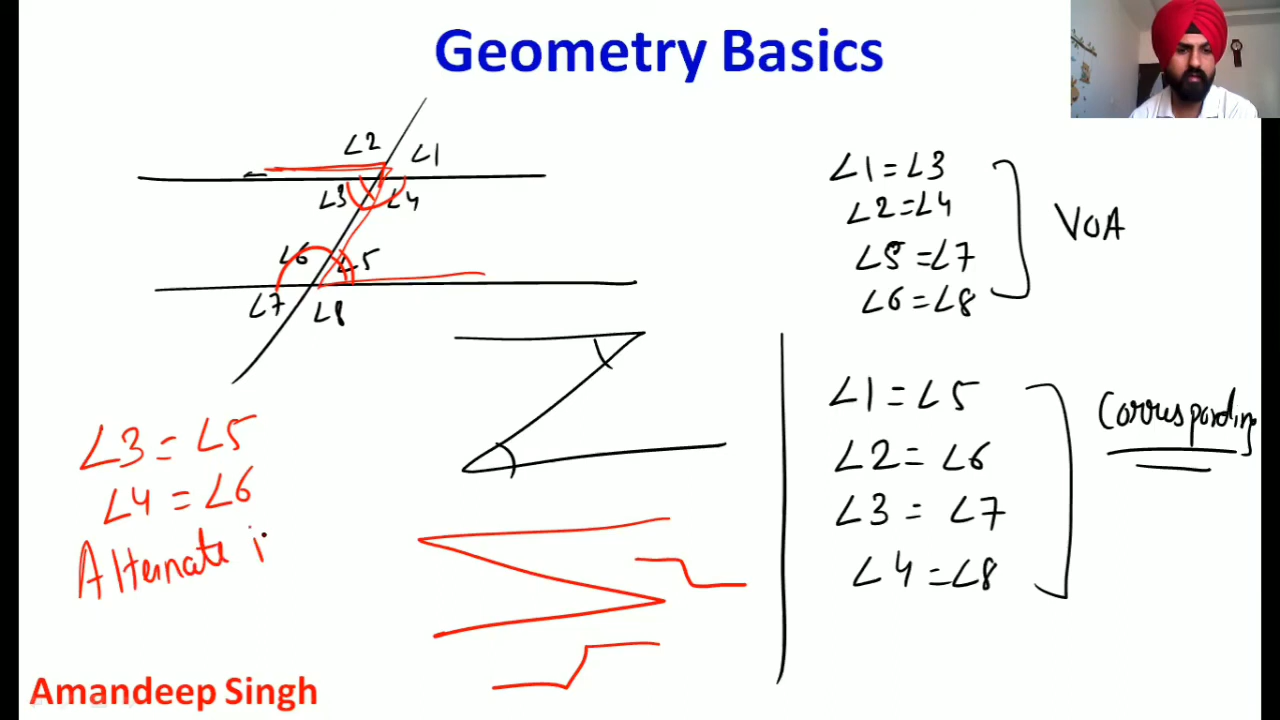 Geometry Basics
∠2
∠1
∠3
∠4
∠6
∠5
∠7
∠8
∠1 = ∠3
∠2 = ∠4
∠5 = ∠7
∠6 = ∠8
VOA
∠1 = ∠5
∠2 = ∠6
∠3 = ∠7
∠4 = ∠8
Corresponding
∠3 = ∠5
∠4 = ∠6
Alternate i
Amandeep Singh